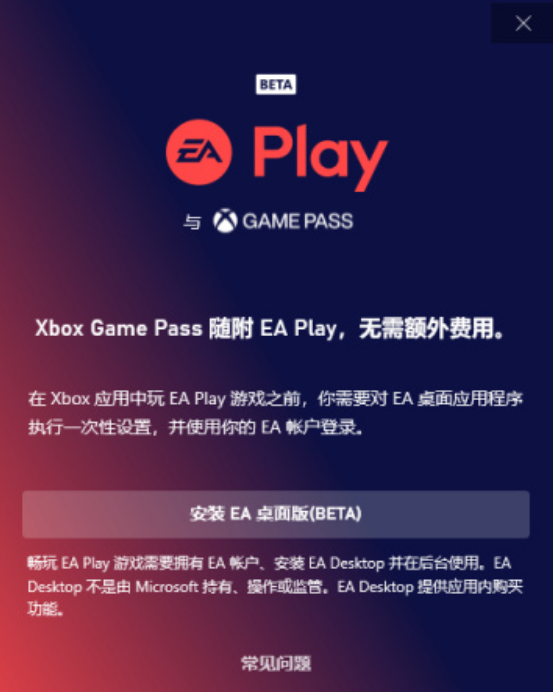 BETA
EA Play
与 GAME PASS
Xbox Game Pass 随附 EA Play，无需额外费用。
在 Xbox 应用中玩 EA Play 游戏之前，你需要对 EA 桌面应用程序
执行一次性设置，并使用你的 EA 帐户登录。
安装 EA 桌面版(BETA)
畅玩 EA Play 游戏需要拥有 EA 帐户、安装 EA Desktop 并在后台使用。EA
Desktop 不是由 Microsoft 持有、操作或监管。EA Desktop 提供应用内购买
功能。
常见问题